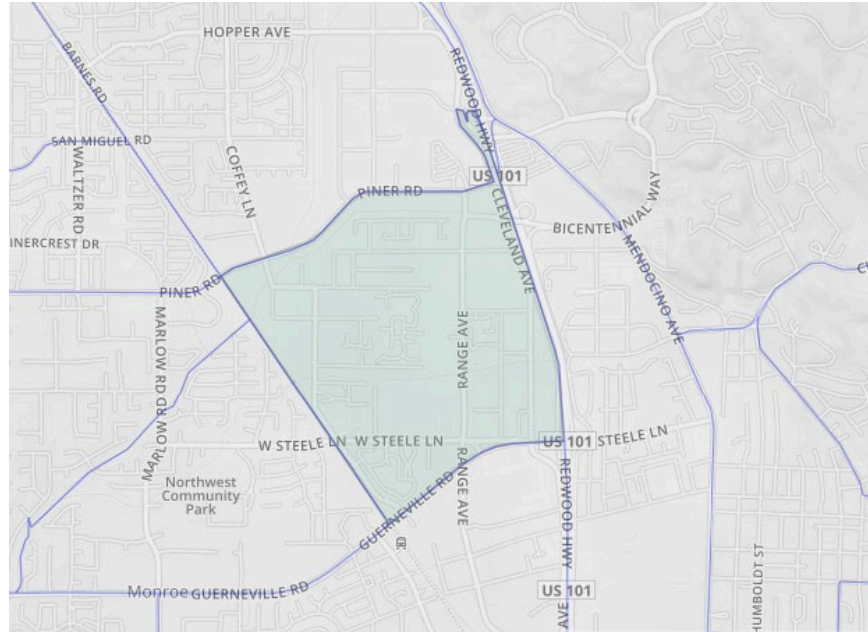 HOPPER AVE
BARNES RD
REDWOOD HWY
SAN MIGUEL RD
WALTZER RD
COFFEY LN
US 101
PINER RD
CLEVELAND AVE
BICENTENNIAL WAY
INERCREST DR
MENDOCINO AVE
PINER RD
MARLOW RD
MARLOW RD
RANGE AVE
W STEELE LN
W STEELE LN
US 101
STEELE LN
RANGE AVE
REDWOOD HWY
Northwest
Community
Park
GUERNEVILLE RD
HUMBOLDT ST
Monroe
GUERNEVILLE RD
US 101
AVE